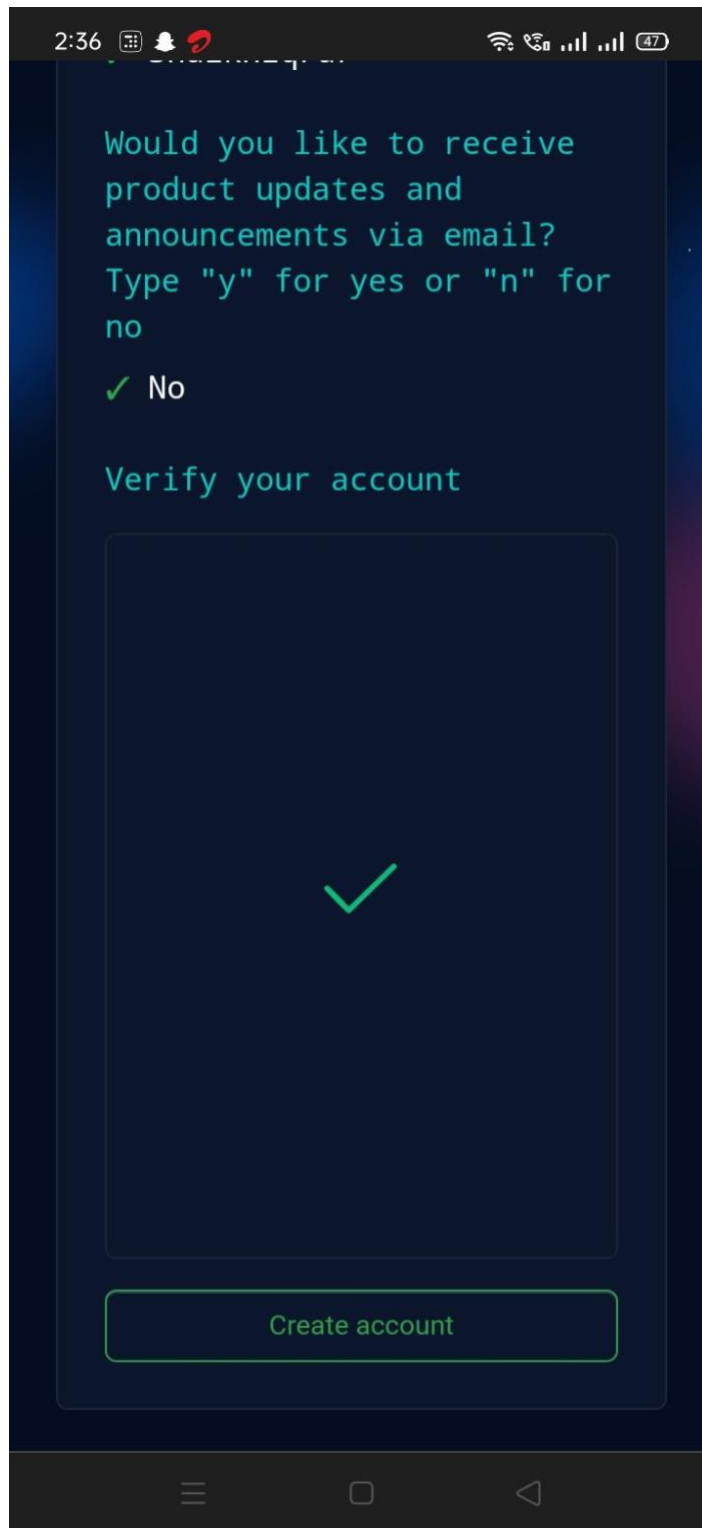 2:36
47
Would you like to receive
product updates and
announcements via email?
Type "y" for yes or "n" for
no
✓ No
Verify your account
Create account